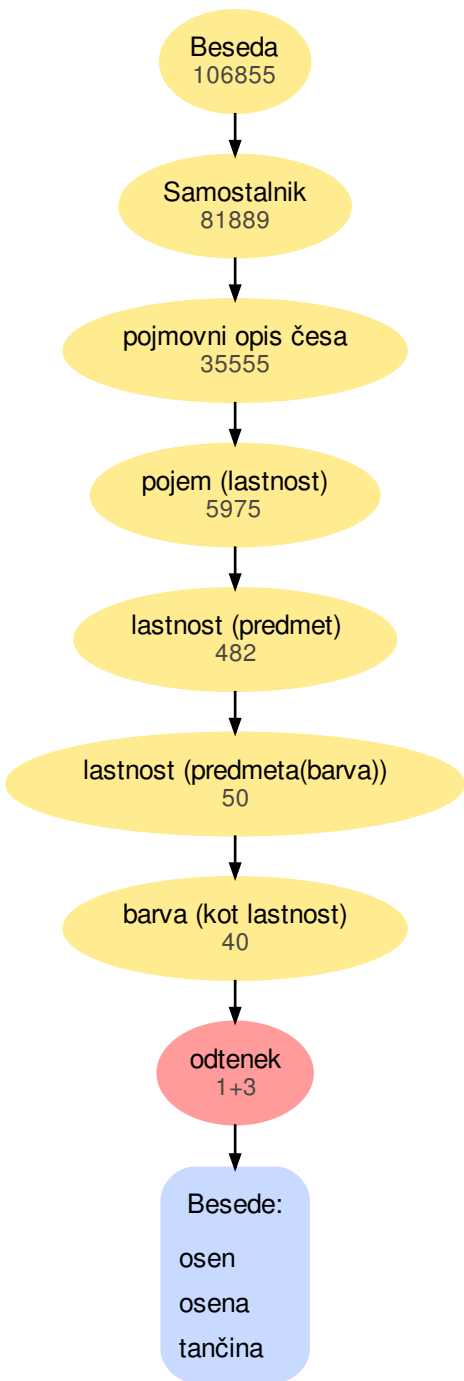 Beseda
106855
Samostalnik
81889
pojmovni opis česa
35555
pojem (lastnost)
5975
lastnost (predmet)
482
lastnost (predmeta(barva))
50
barva (kot lastnost)
40
odtenek
1+3
Besede:
osen
osena
tančina